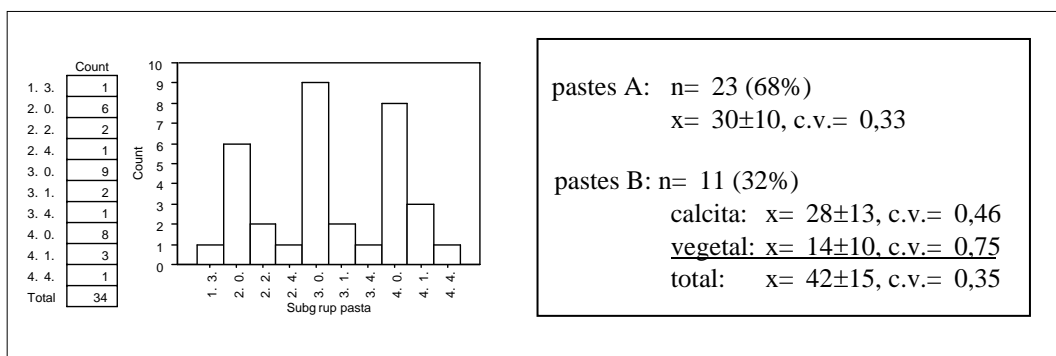 Count
1. 3. 1
2. 0. 6
2. 2. 2
2. 4. 1
3. 0. 9
3. 1. 2
3. 4. 1
4. 0. 8
4. 1. 3
4. 4. 1
Total 34
Count
10
9
8
7
6
5
4
3
2
1
0
1. 3. 2. 0. 2. 2. 2. 4. 3. 0. 3. 1. 3. 4. 4. 0. 4. 1. 4. 4.
Subg rup pasta
pastes A: n= 23 (68%)
x= 30±10, c.v.= 0,33
pastes B: n= 11 (32%)
calcita: x= 28±13, c.v.= 0,46
vegetal: x= 14±10, c.v.= 0,75
total: x= 42±15, c.v.= 0,35